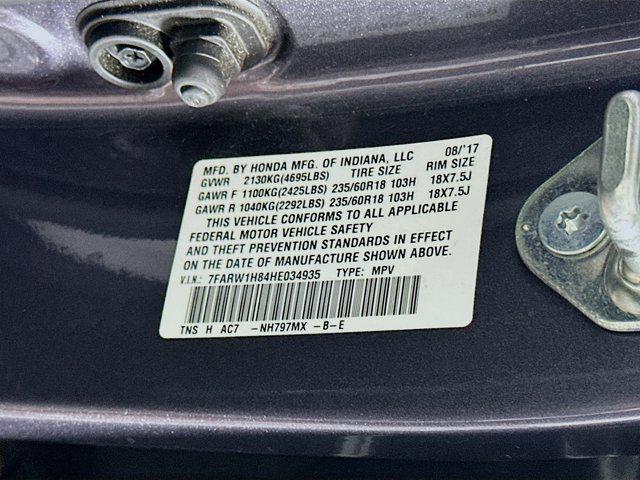 MFD. BY HONDA MFG. OF INDIANA, LLC 08/'17
GVWR 2130KG(4695LBS) TIRE SIZE RIM SIZE
GAWR F 1100KG(2425LBS) 235/60R18 103H 18X7.5J
GAWR R 1040KG(2292LBS) 235/60R18 103H 18X7.5J
THIS VEHICLE CONFORMS TO ALL APPLICABLE
FEDERAL MOTOR VEHICLE SAFETY
AND THEFT PREVENTION STANDARDS IN EFFECT
ON THE DATE OF MANUFACTURE SHOWN ABOVE.
V.I.N.: 7FARW1H84HE034935 TYPE: MPV
TNS H AC7 -NH797MX -B-E